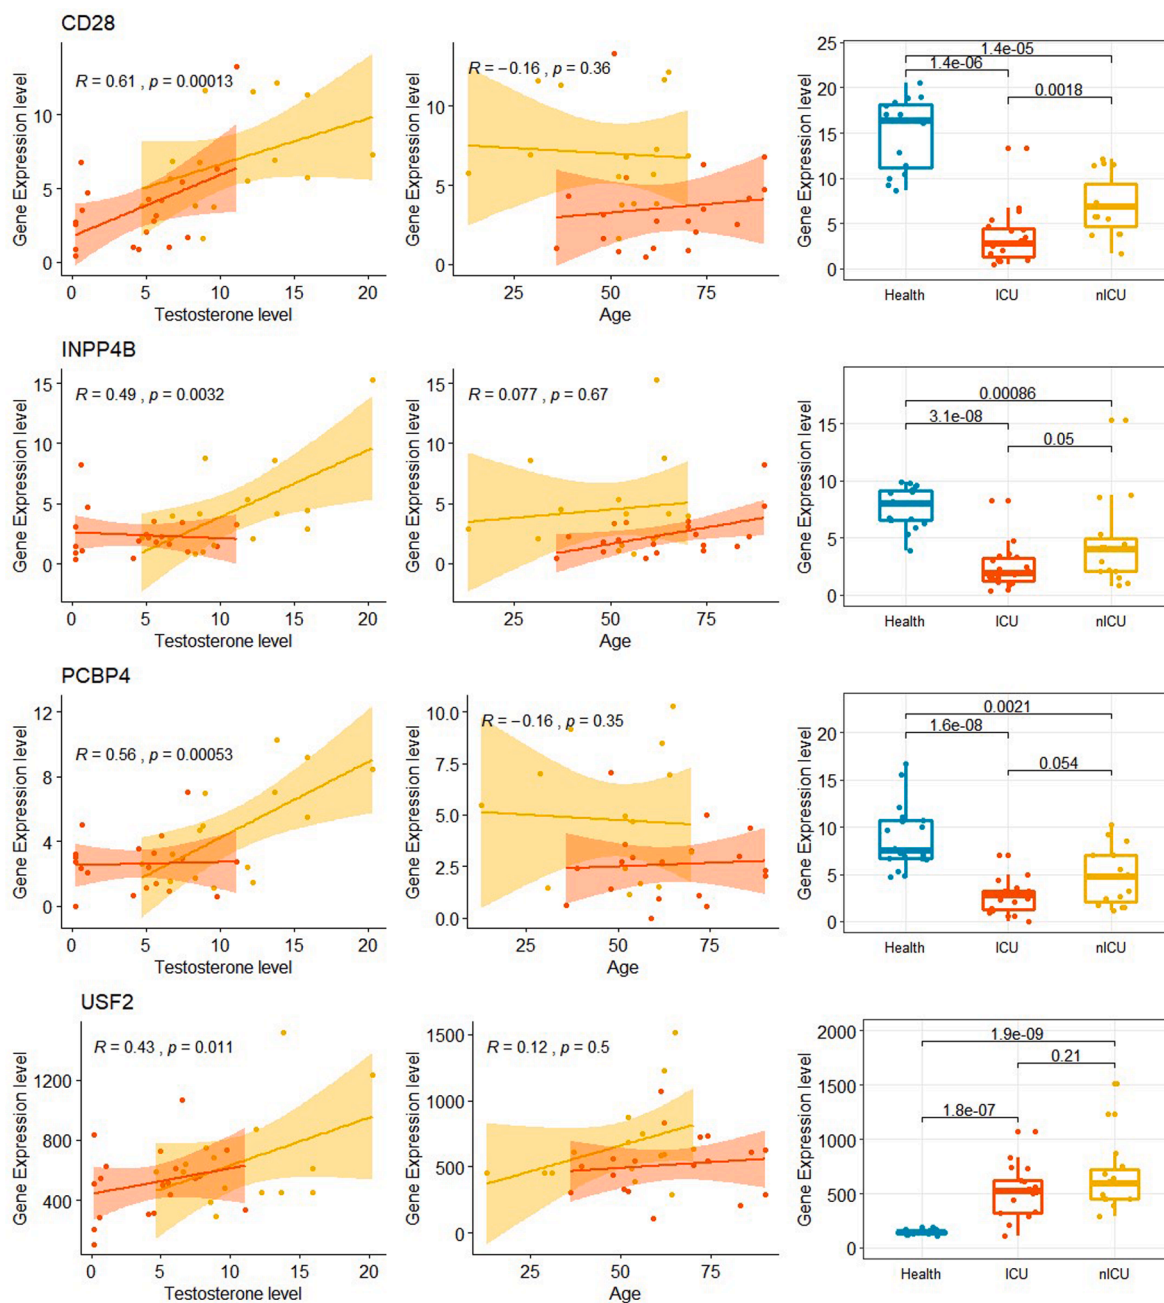 CD28
R = 0.61 , p = 0.00013
Gene Expression level
10
5
0
0
5
10
15
20
Testosterone level
R = −0.16 , p = 0.36
Gene Expression level
10
5
0
25
50
75
Age
Gene Expression level
25
20
15
10
5
0
1.4e-05
1.4e-06
0.0018
Health
ICU
nICU
INPP4B
R = 0.49 , p = 0.0032
Gene Expression level
15
10
5
0
0
5
10
15
20
Testosterone level
R = 0.077 , p = 0.67
Gene Expression level
15
10
5
0
25
50
75
Age
Gene Expression level
15
10
5
0
0.00086
3.1e-08
0.05
Health
ICU
nICU
PCBP4
R = 0.56 , p = 0.00053
Gene Expression level
12
8
4
0
0
5
10
15
20
Testosterone level
R = −0.16 , p = 0.35
Gene Expression level
10.0
7.5
5.0
2.5
0.0
25
50
75
Age
Gene Expression level
20
15
10
5
0
0.0021
1.6e-08
0.054
Health
ICU
nICU
USF2
R = 0.43 , p = 0.011
Gene Expression level
1200
800
400
0
5
10
15
20
Testosterone level
R = 0.12 , p = 0.5
Gene Expression level
1500
1000
500
0
25
50
75
Age
Gene Expression level
2000
1500
1000
500
0
1.9e-09
0.21
1.8e-07
Health
ICU
nICU